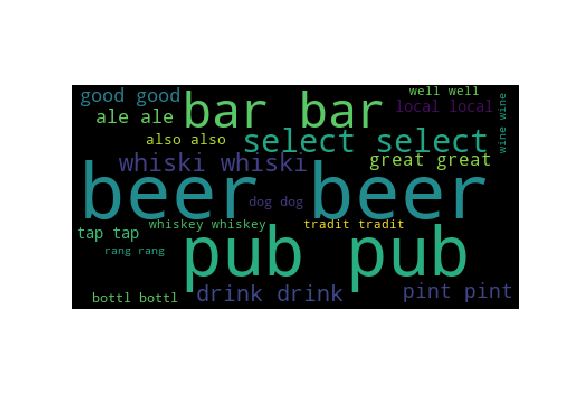 well well
good good
bar bar
local local
wine wine
ale ale
also also
select select
whiski whiski
great great
beer beer
dog dog
whiskey whiskey
tradit tradit
tap tap
pub pub
rang rang
drink drink
pint pint
bottl bottl